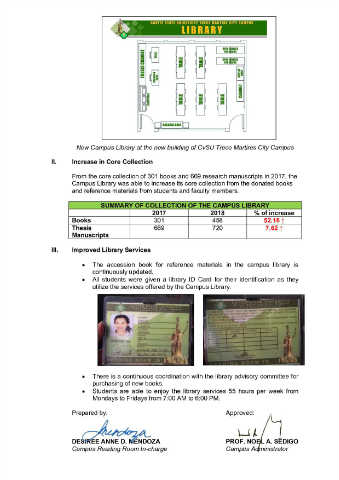 CAVITE STATE UNIVERSITY TRECE MARTIRES CITY CAMPUS
LIBRARY
TABLE TABLE TABLE
TABLE TABLE TABLE
New Campus Library at the new building of CvSU Trece Martires City Campus
II. Increase in Core Collection
From the core collection of 301 books and 669 research manuscripts in 2017, the
Campus Library was able to increase its core collection from the donated books
and reference materials from students and faculty members.
SUMMARY OF COLLECTION OF THE CAMPUS LIBRARY
2017 2018 % of increase
Books 301 458 52.16 ↑
Thesis 669 720 7.62 ↑
Manuscripts
III. Improved Library Services
• The accession book for reference materials in the campus library is
continuously updated.
• All students were given a library ID Card for their identification as they
utilize the services offered by the Campus Library.
• There is a continuous coordination with the library advisory committee for
purchasing of new books.
• Students are able to enjoy the library services 55 hours per week from
Mondays to Fridays from 7:00 AM to 6:00 PM.
Prepared by: Approved:
DESIREE ANNE D. MENDOZA PROF. NOEL A. SEDIGO
Campus Reading Room In-charge Campus Administrator